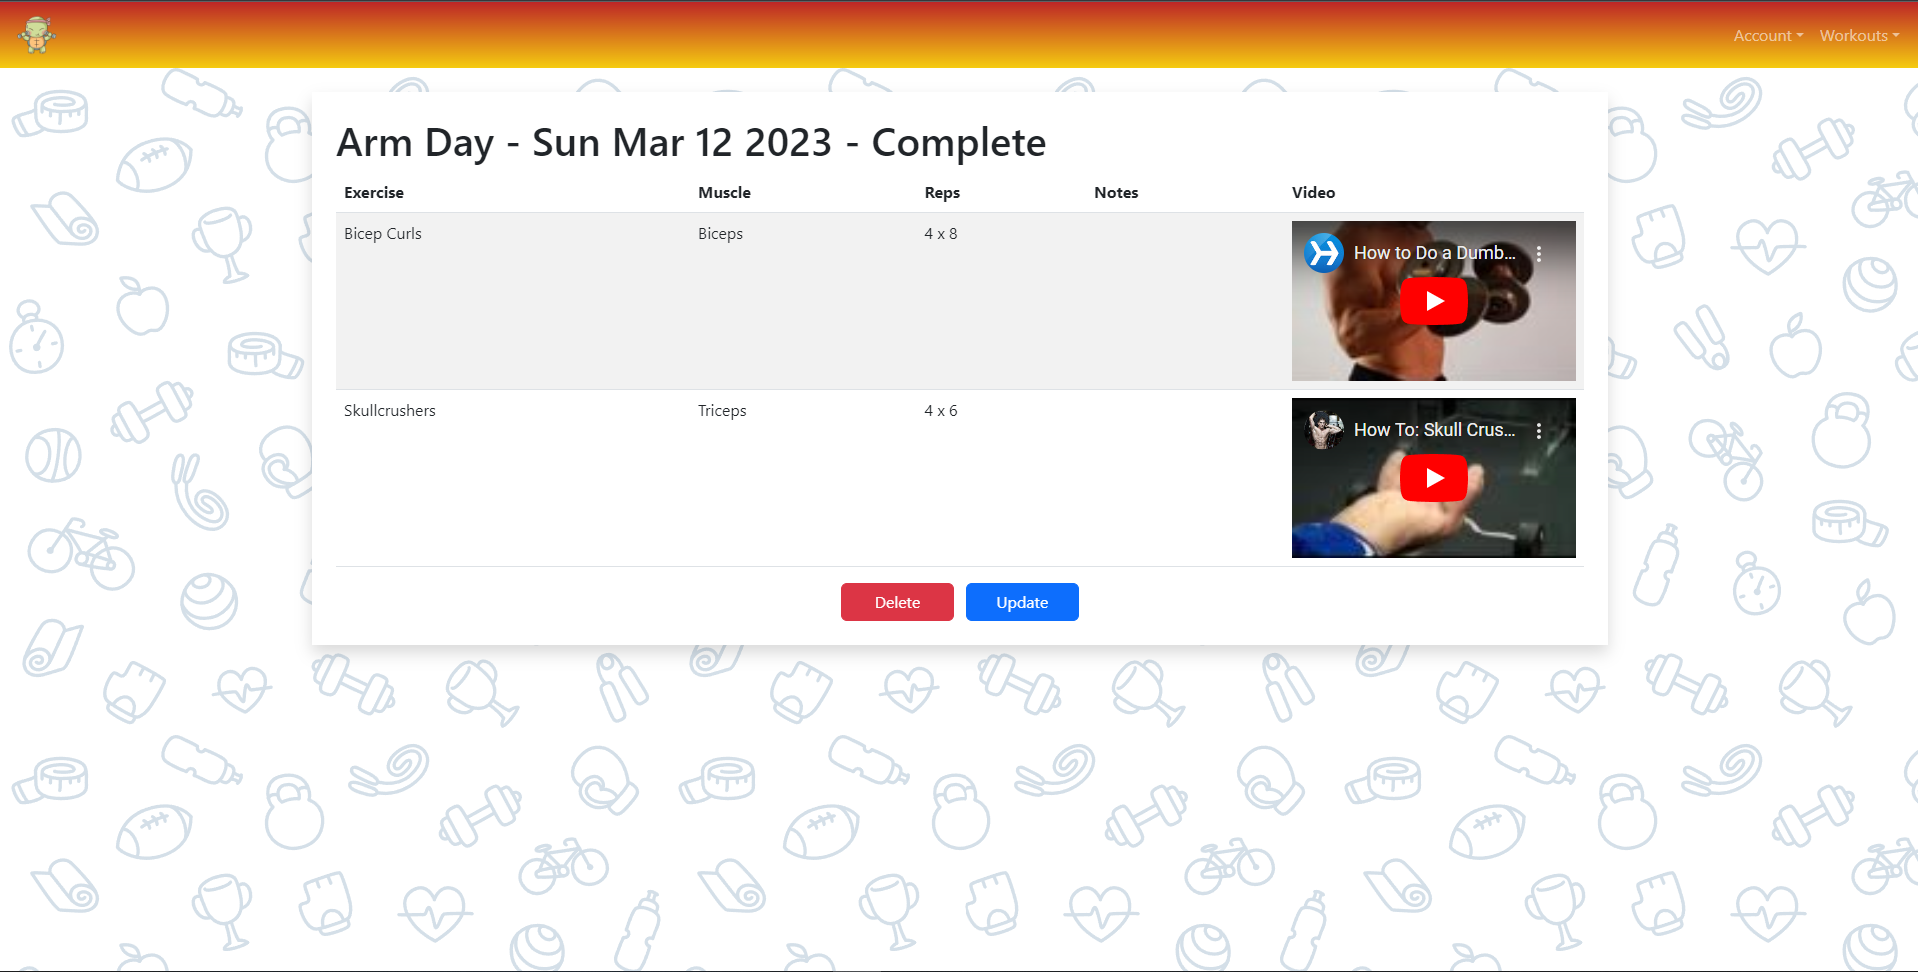 Account
Workouts
Arm Day - Sun Mar 12 2023 - Complete
Exercise Muscle Reps Notes Video
Bicep Curls Biceps 4 x 8
How to Do a Dumb...
Skullcrushers Triceps 4 x 6
How To: Skull Crus...
Delete Update